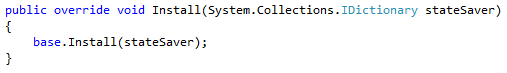 public override void Install(System.Collections.IDictionary stateSaver)
{
    base.Install(stateSaver);
}